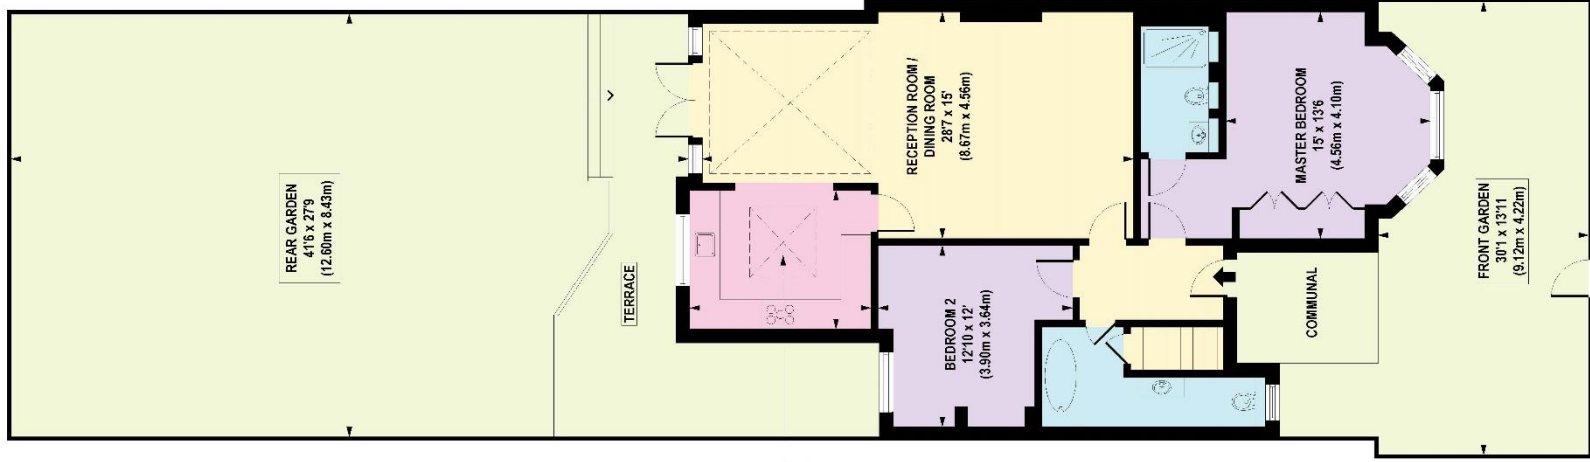 REAR GARDEN
41'6 x 27'9
(12.60m x 8.43m)
TERRACE
RECEPTION ROOM /
DINING ROOM
28'7 x 15'
(8.67m x 4.56m)
BEDROOM 2
12'10 x 12'
(3.90m x 3.64m)
MASTER BEDROOM
15' x 13'6
(4.56m x 4.10m)
COMMUNAL
FRONT GARDEN
30'1 x 13'11
(9.12m x 4.22m)